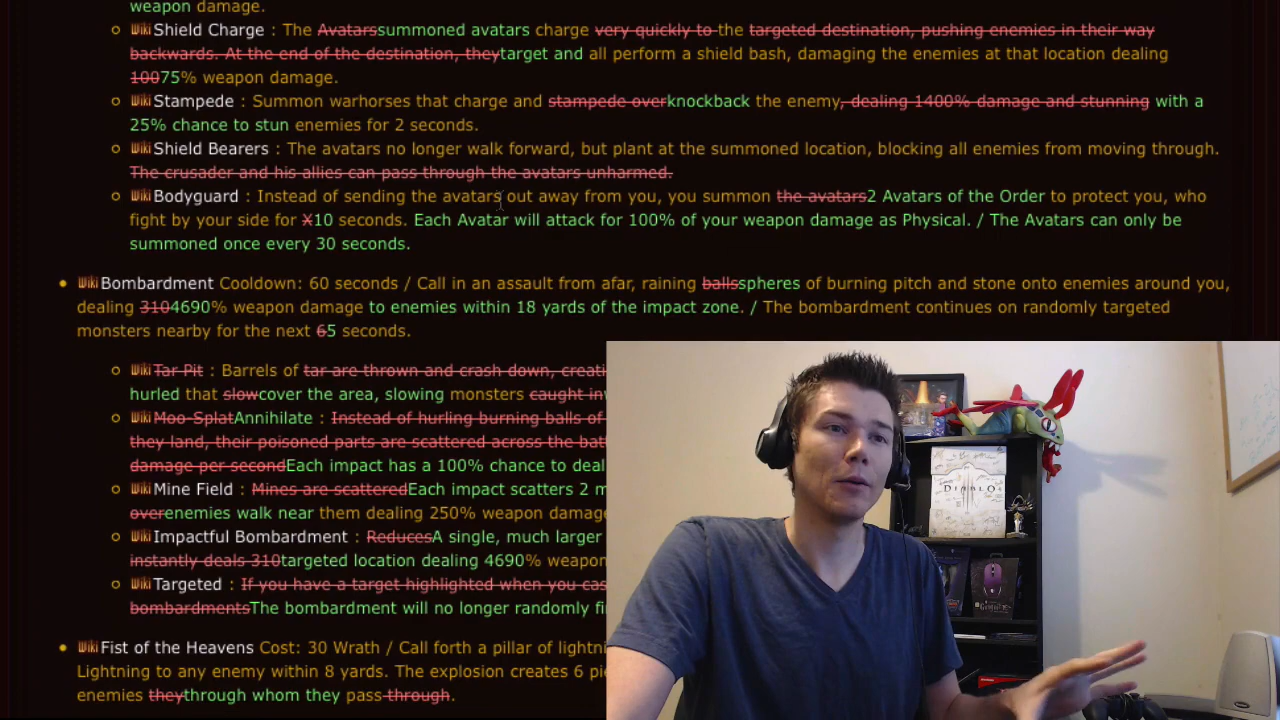 weapon damage.
Wiki Shield Charge : The Avatarssummoned avatars charge very quickly to the targeted destination, pushing enemies in their way
backwards. At the end of the destination, theytarget and all perform a shield bash, damaging the enemies at that location dealing
10075% weapon damage.
Wiki Stampede : Summon warhorses that charge and stampede overknockback the enemy, dealing 1400% damage and stunning with a
25% chance to stun enemies for 2 seconds.
Wiki Shield Bearers : The avatars no longer walk forward, but plant at the summoned location, blocking all enemies from moving through.
The crusader and his allies can pass through the avatars unharmed.
Wiki Bodyguard : Instead of sending the avatars out away from you, you summon the avatars2 Avatars of the Order to protect you, who
fight by your side for X10 seconds. Each Avatar will attack for 100% of your weapon damage as Physical. / The Avatars can only be
summoned once every 30 seconds.
Wiki Bombardment Cooldown: 60 seconds / Call in an assault from afar, raining ballsspheres of burning pitch and stone onto enemies around you,
dealing 3104690% weapon damage to enemies within 18 yards of the impact zone. / The bombardment continues on randomly targeted
monsters nearby for the next 65 seconds.
Wiki Tar Pit : Barrels of tar are thrown and crash down, creati
hurled that slowcover the area, slowing monsters caught in
Wiki Moo-SplatAnnihilate : Instead of hurling burning balls of
they land, their poisoned parts are scattered across the bat
damage per secondEach impact has a 100% chance to deal
Wiki Mine Field : Mines are scatteredEach impact scatters 2 m
overenemies walk near them dealing 250% weapon damage
Wiki Impactful Bombardment : ReducesA single, much larger
instantly deals 310targeted location dealing 4690% weapon
Wiki Targeted : If you have a target highlighted when you cas
bombardmentsThe bombardment will no longer randomly fi
Wiki Fist of the Heavens Cost: 30 Wrath / Call forth a pillar of lightni
Lightning to any enemy within 8 yards. The explosion creates 6 pie
enemies theythrough whom they pass through.
DIABLO